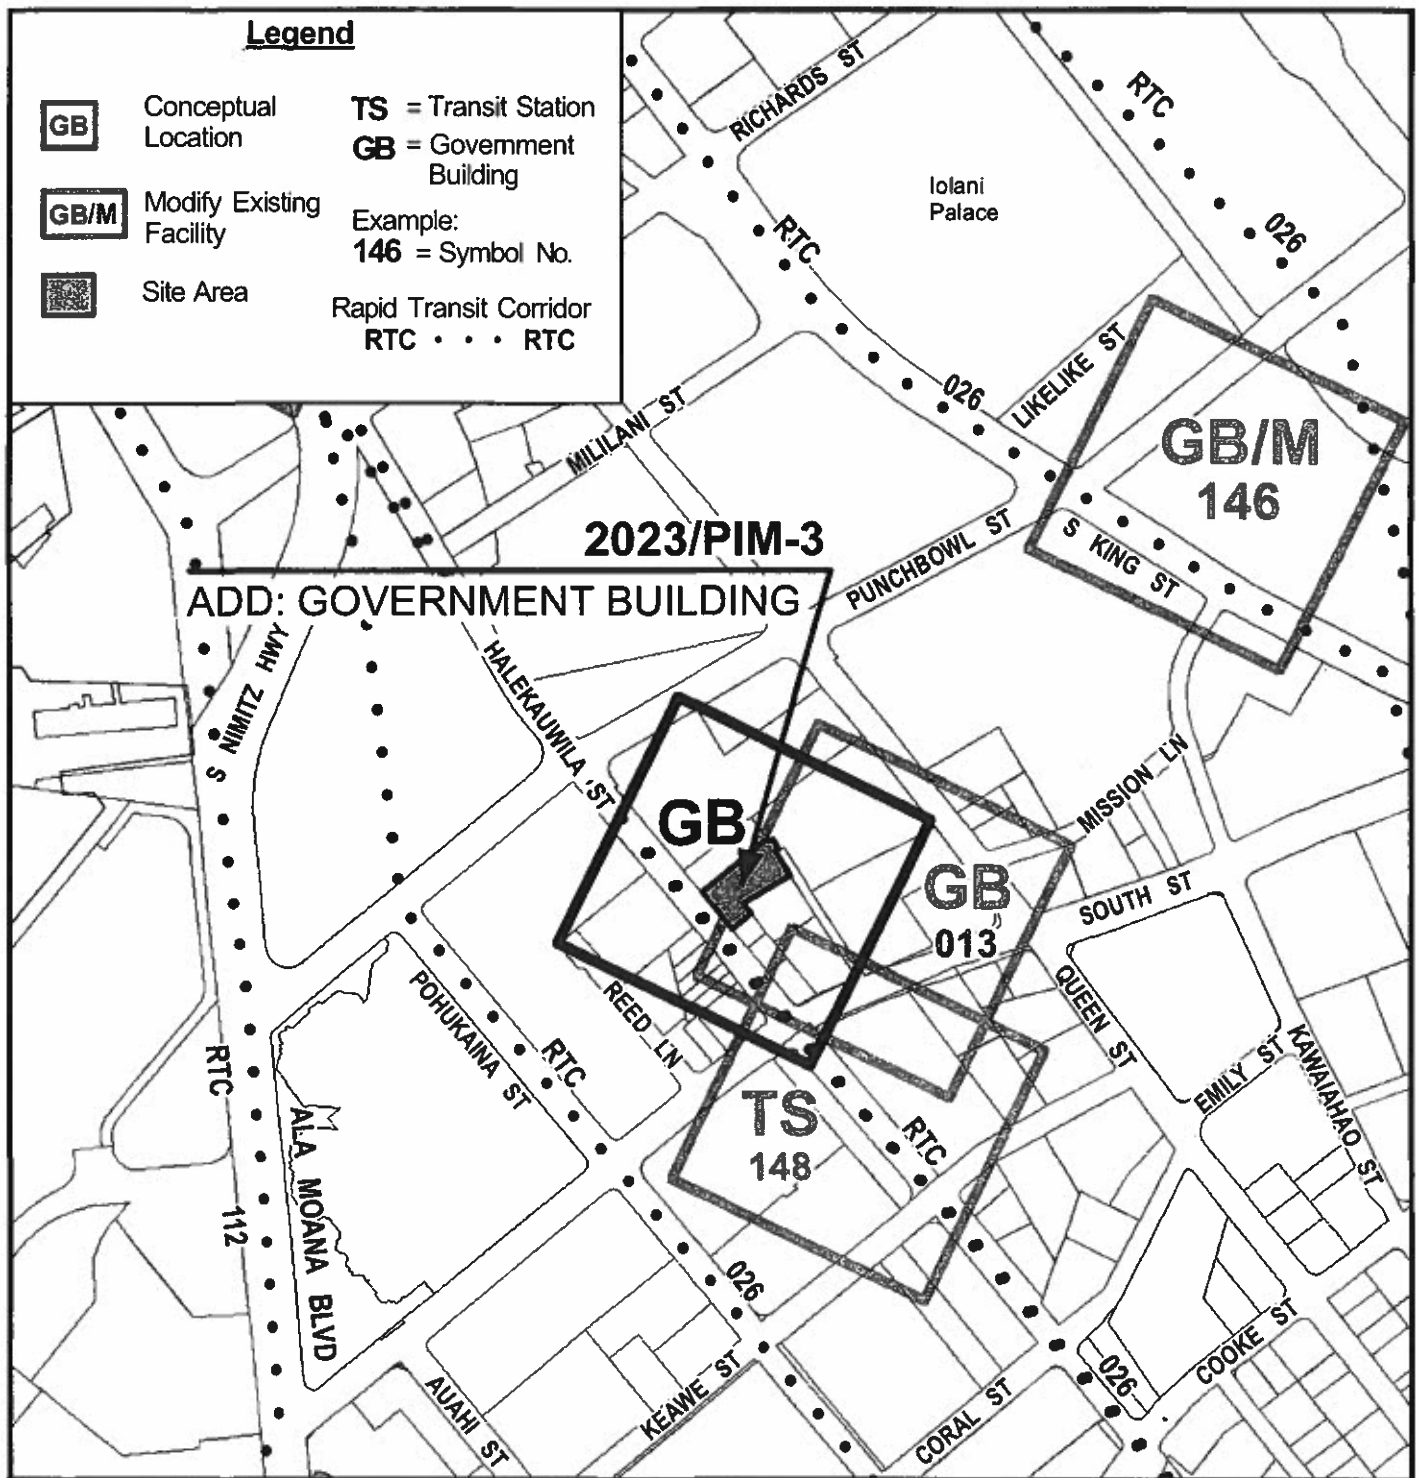 Legend
GB
Conceptual
Location
GB/M
Modify Existing
Facility
Site Area
TS = Transit Station
GB = Government
Building
Example:
146 = Symbol No.
Rapid Transit Corridor
RTC • • • RTC
RICHARDS ST
RTC
Iolani
Palace
RTC
026
026
LIKELIKE ST
GB/M
146
MILILANI ST
2023/PIM-3
ADD: GOVERNMENT BUILDING
PUNCHBOWL ST
S KING ST
S NIMITZ HWY
HALEKAUWILA ST
MISSION LN
GB
GB
013
SOUTH ST
QUEEN ST
REED LN
POHUKAINA ST
RTC
RTC
EMILY ST
KAWAIAHAO ST
TS
148
RTC
ALA MOANA BLVD
112
026
026
COOKE ST
KEAWE ST
AUAHI ST
CORAL ST